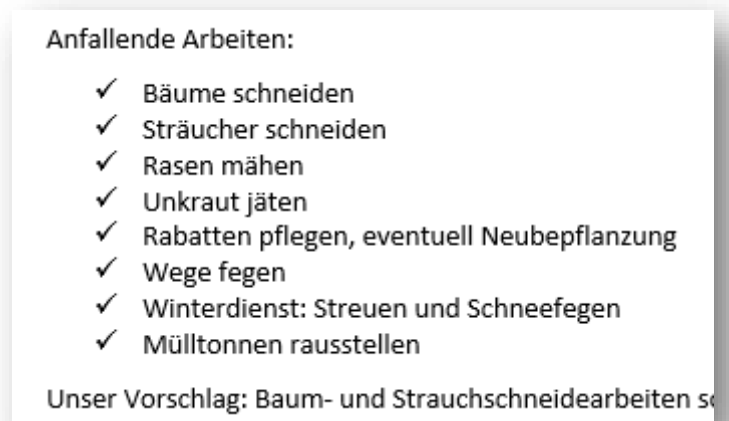 Anfallende Arbeiten:
✓ Bäume schneiden
✓ Sträucher schneiden
✓ Rasen mähen
✓ Unkraut jäten
✓ Rabatten pflegen, eventuell Neubepflanzung
✓ Wege fegen
✓ Winterdienst: Streuen und Schneefegen
✓ Mülltonnen rausstellen
Unser Vorschlag: Baum- und Strauchschneidearbeiten